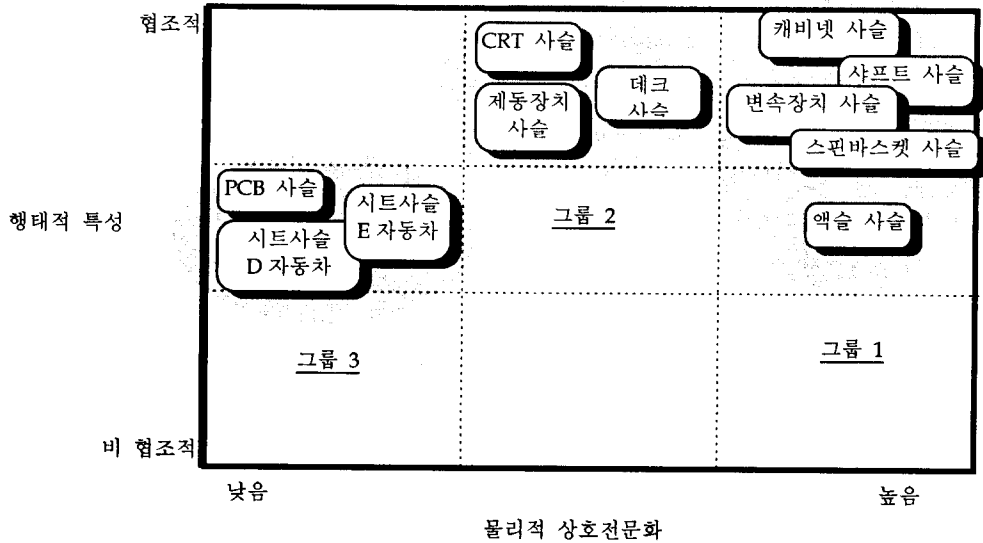 협조적
CRT 사슬
캐비넷 사슬
데크
사슬
샤프트 사슬
제동장치
사슬
변속장치 사슬
스핀바스켓 사슬
PCB 사슬
시트사슬
E 자동차
행태적 특성
그룹 2
액슬 사슬
시트사슬
D 자동차
그룹 3
그룹 1
비 협조적
낮음
높음
물리적 상호전문화